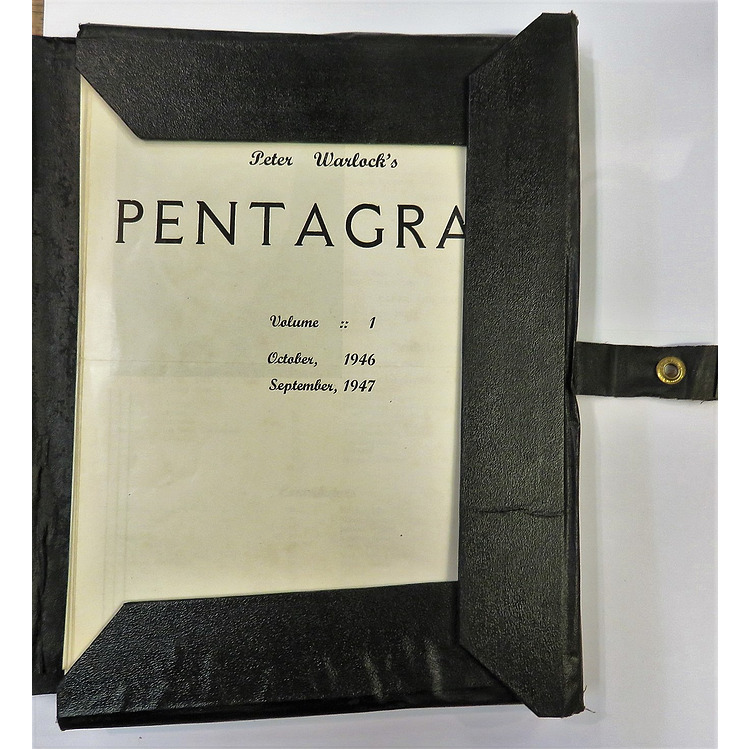 Peter Warlock's
PENTAGRA
Volume :: 1
October, 1946
September, 1947